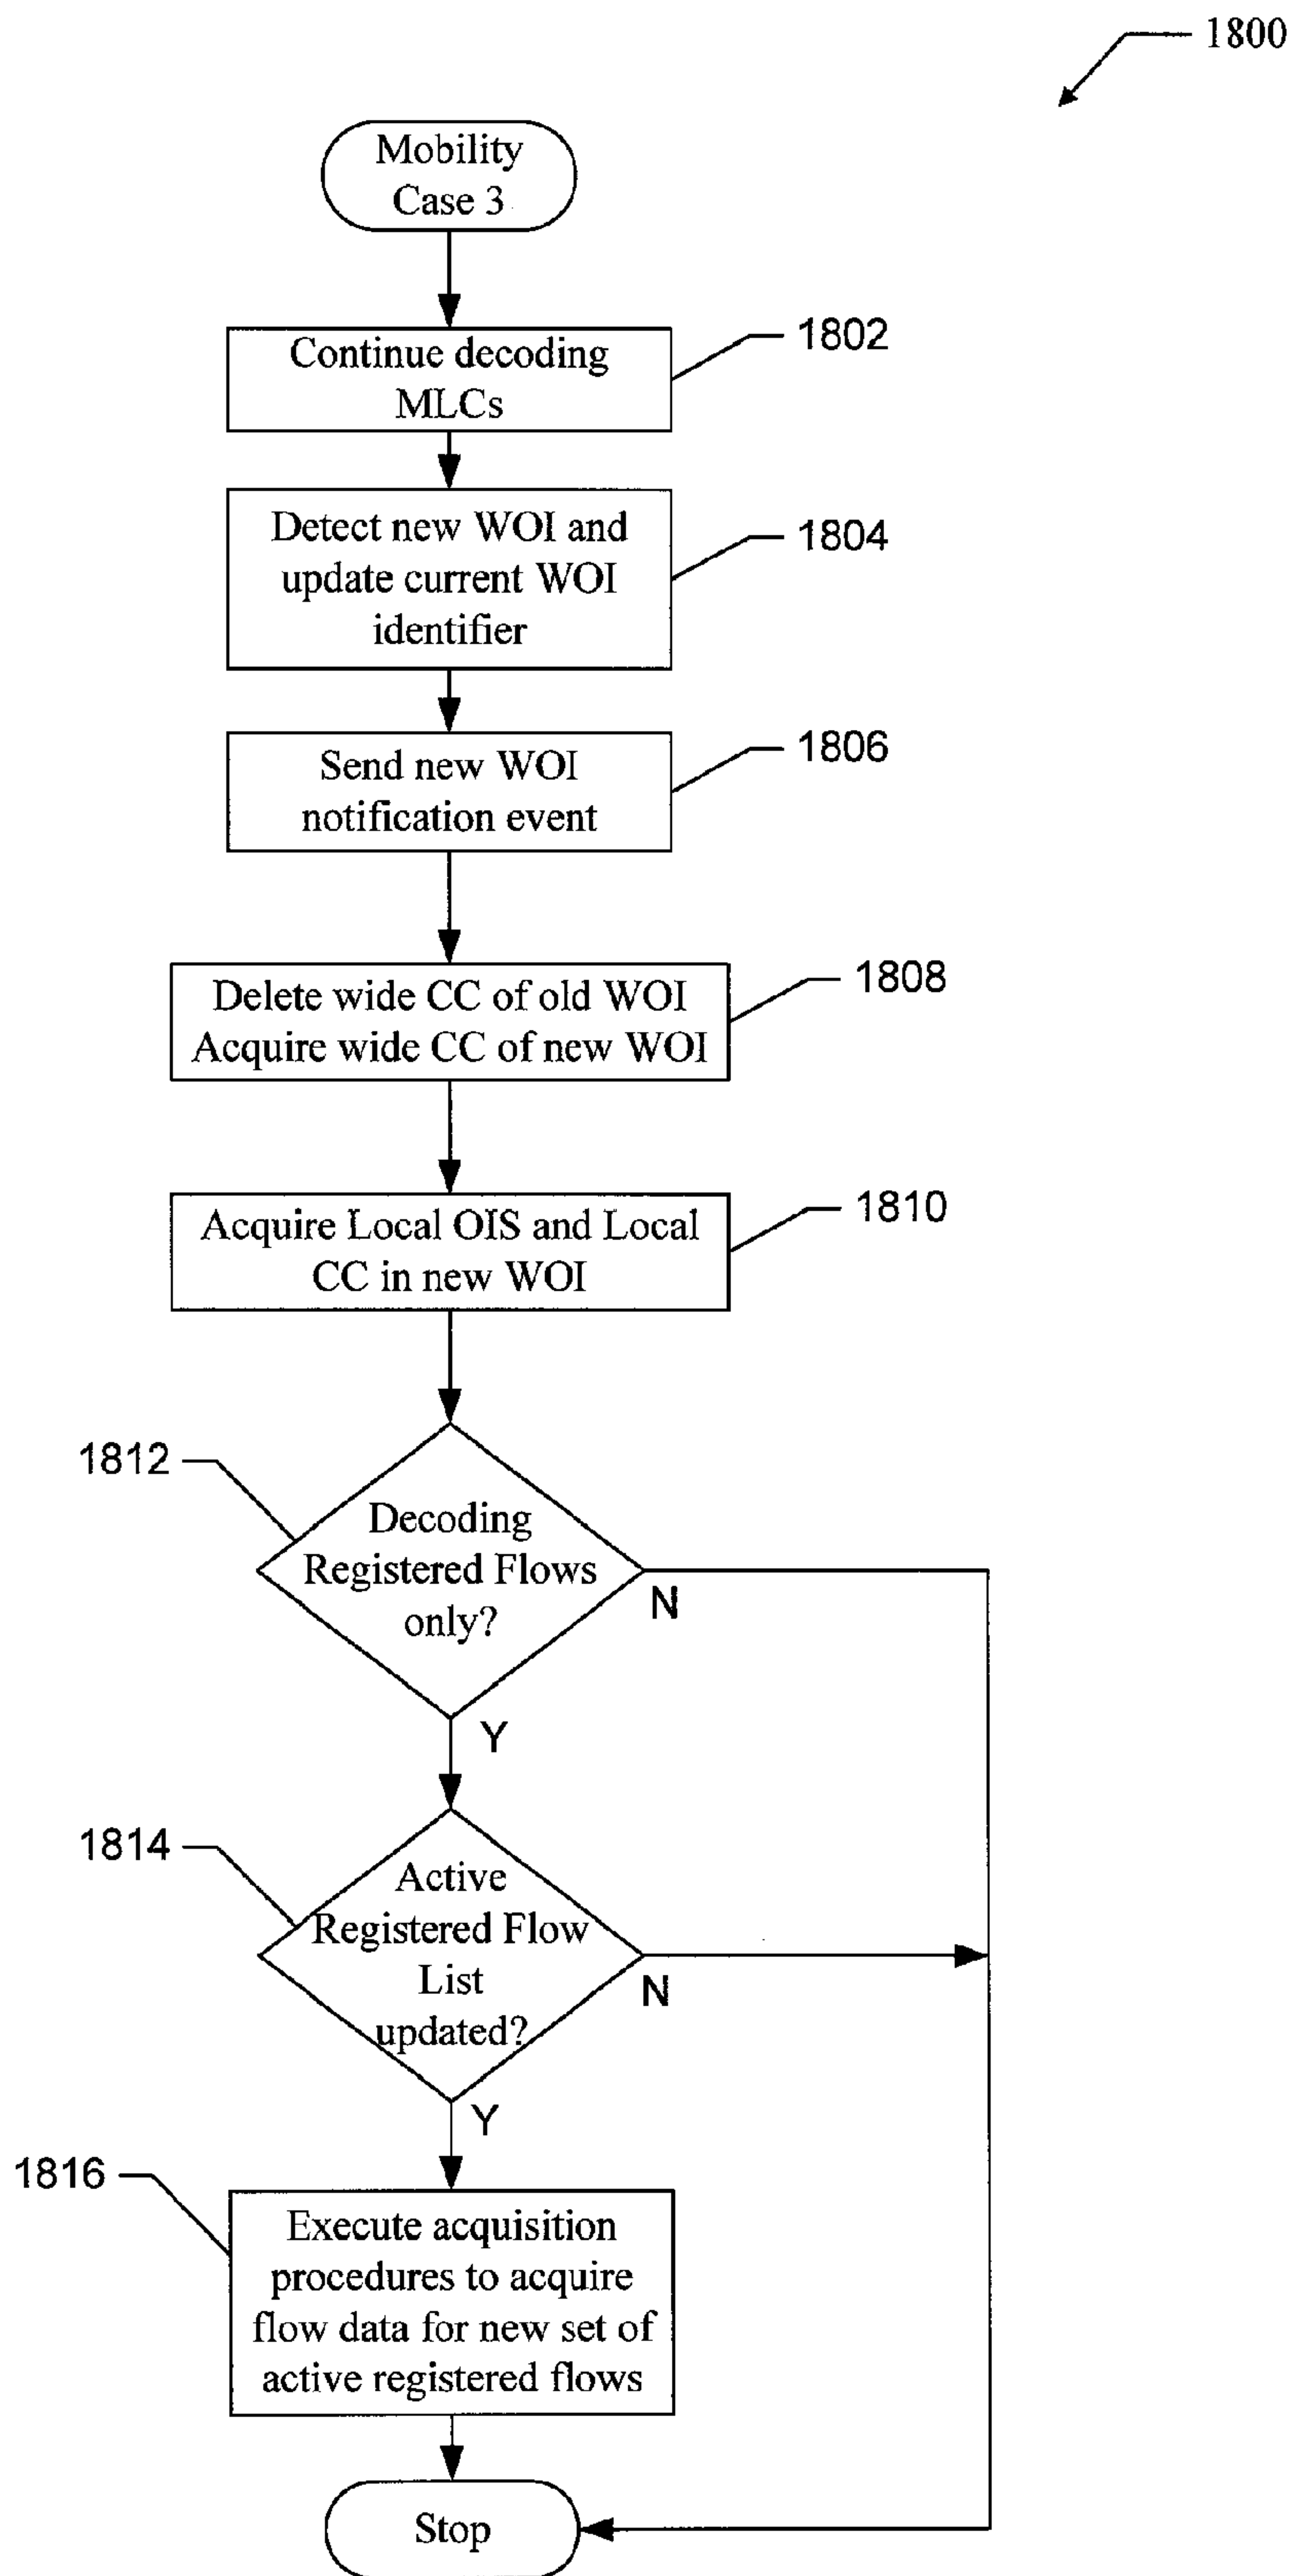 1800
Mobility
Case 3
Continue decoding
MLCs
1802
Detect new WOI and
update current WOI
identifier
1804
Send new WOI
notification event
1806
Delete wide CC of old WOI
Acquire wide CC of new WOI
1808
Acquire Local OIS and Local
CC in new WOI
1810
1812
Decoding
Registered Flows
only?
N
Y
1814
Active
Registered Flow
List
updated?
N
Y
1816
Execute acquisition
procedures to acquire
flow data for new set of
active registered flows
Stop